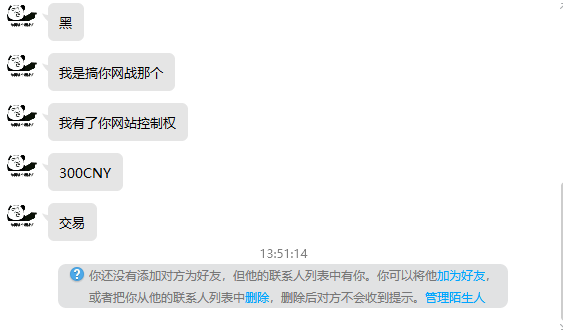 黑
我是搞你网战那个
我有了你网站控制权
300CNY
交易
13:51:14
你还没有添加对方为好友，但他的联系人列表中有你。你可以将他加为好友，
或者把你从他的联系人列表中删除，删除后对方不会收到提示。管理陌生人